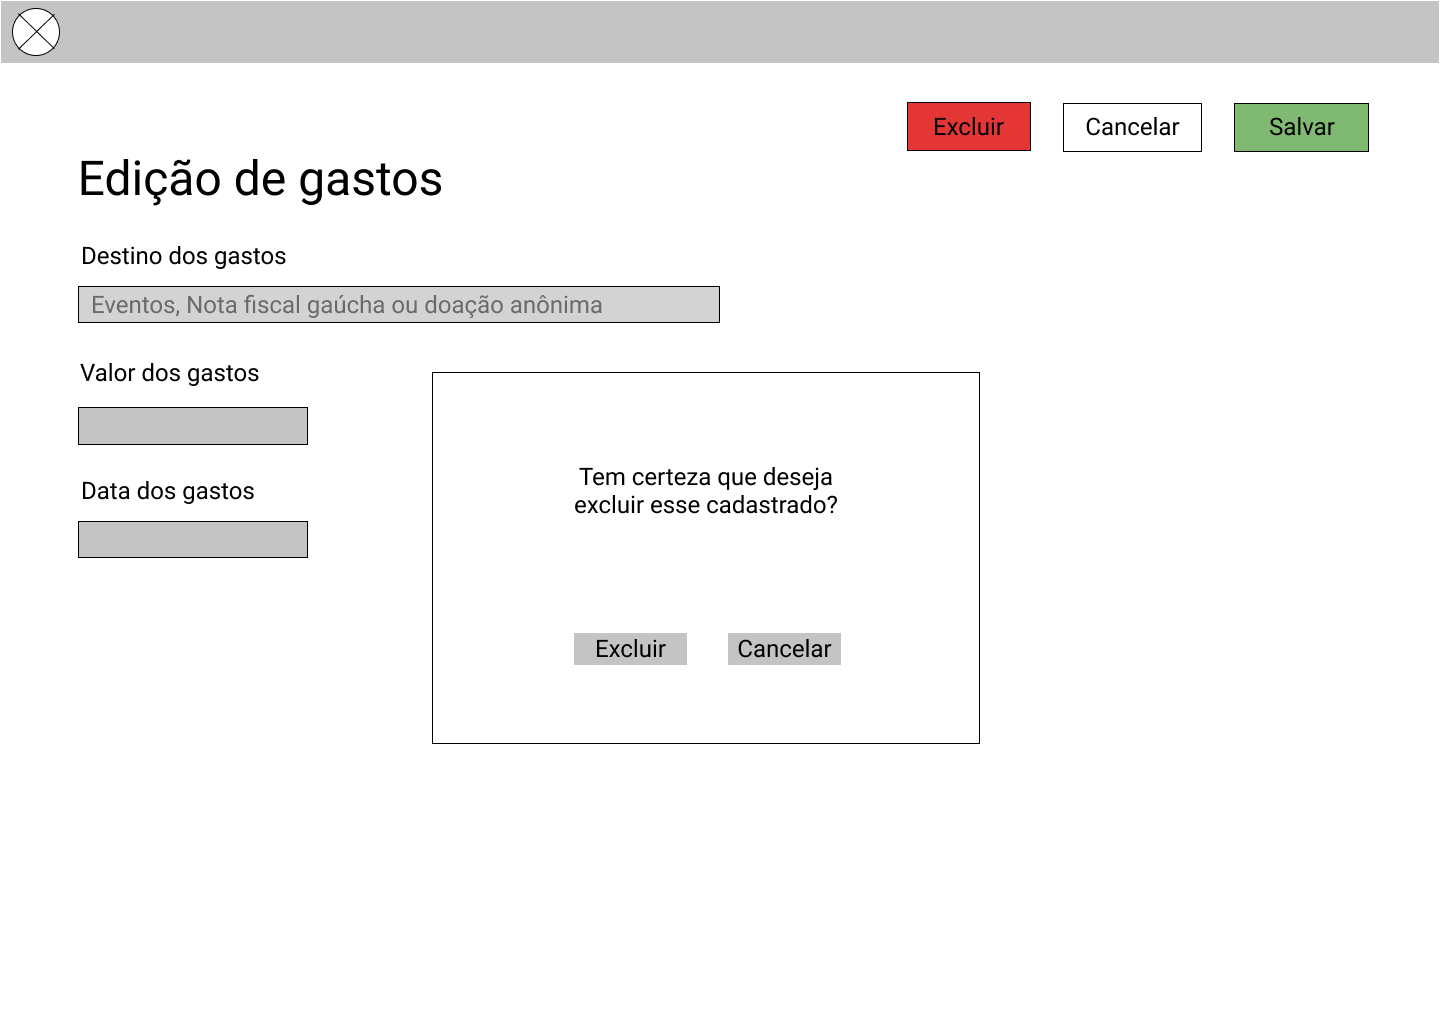 Excluir
Cancelar
Salvar
Edição de gastos
Destino dos gastos
Eventos, Nota fiscal gaúcha ou doação anônima
Valor dos gastos
Data dos gastos
Tem certeza que deseja
excluir esse cadastrado?
Excluir
Cancelar